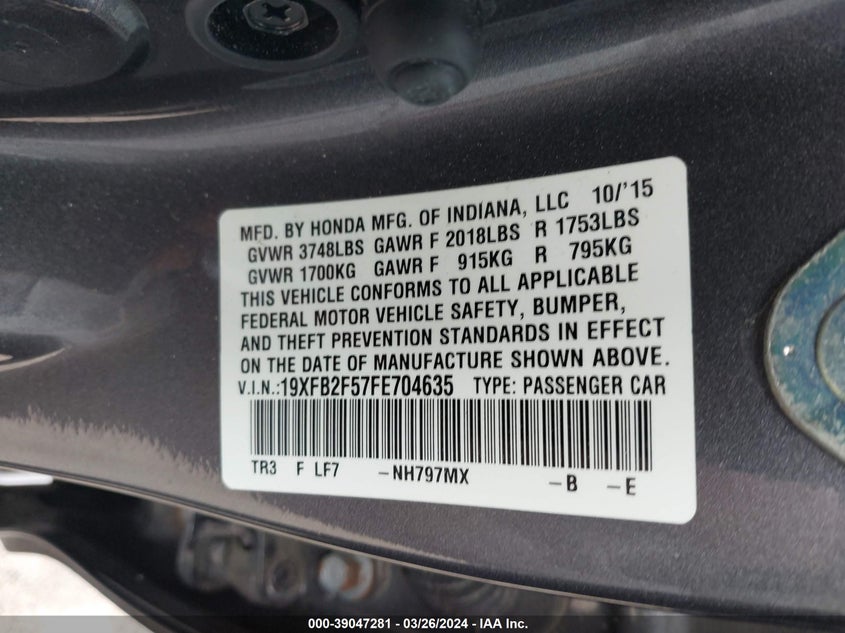 MFD. BY HONDA MFG. OF INDIANA, LLC 10/'15
GVWR 3748LBS GAWR F 2018LBS R 1753LBS
GVWR 1700KG GAWR F 915KG R 795KG
THIS VEHICLE CONFORMS TO ALL APPLICABLE
FEDERAL MOTOR VEHICLE SAFETY, BUMPER,
AND THEFT PREVENTION STANDARDS IN EFFECT
ON THE DATE OF MANUFACTURE SHOWN ABOVE.
V.I.N.:19XFB2F57FE704635 TYPE: PASSENGER CAR
TR3 F LF7 -NH797MX -B -E
000-39047281 / 03/26/2024 - IAA Inc.